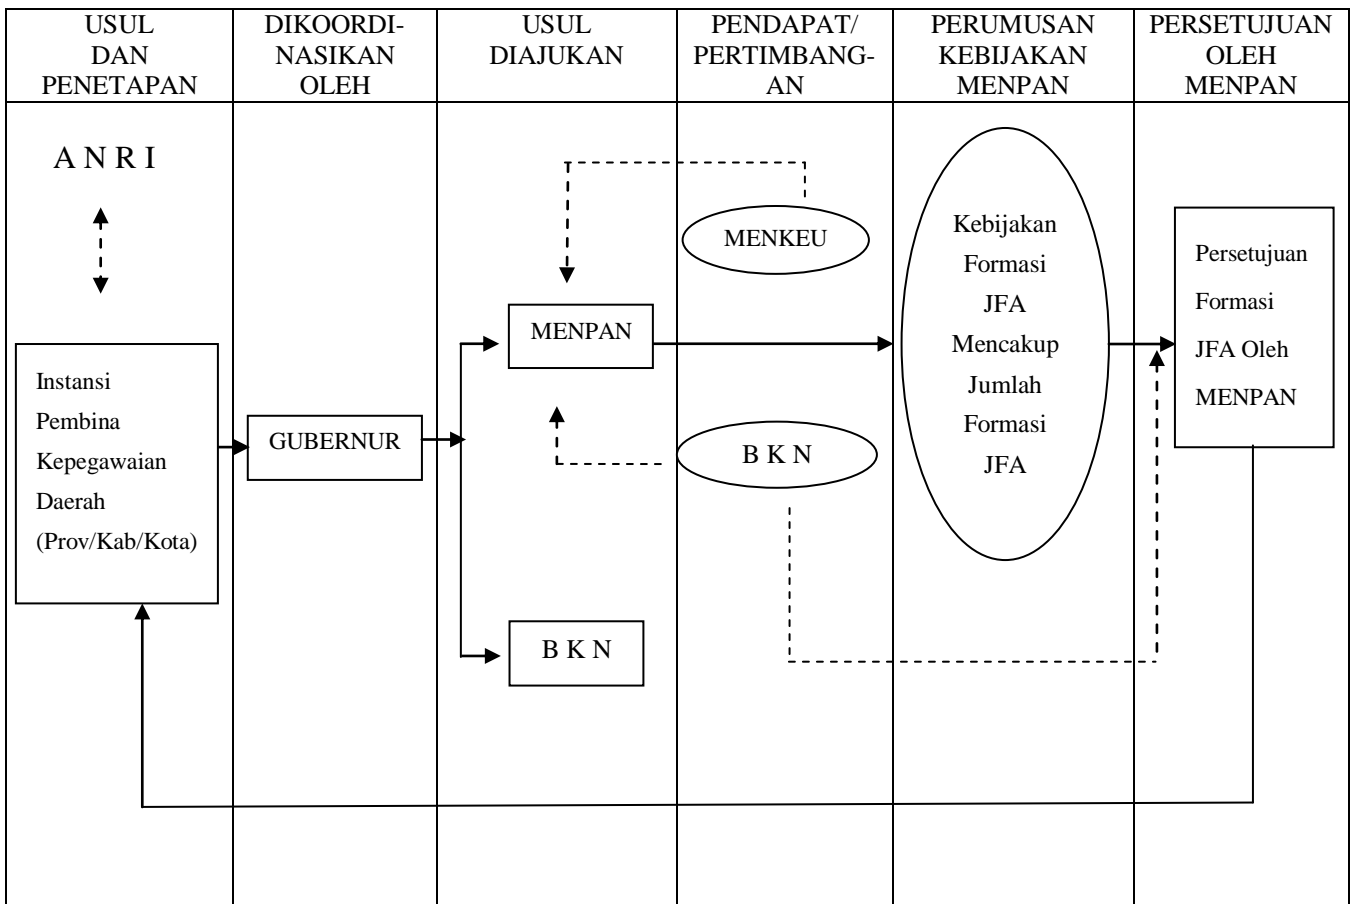 USUL
DAN
PENETAPAN
DIKOORDI-
NASIKAN
OLEH
USUL
DIAJUKAN
PENDAPAT/
PERTIMBANG-
AN
PERUMUSAN
KEBIJAKAN
MENPAN
PERSETUJUAN
OLEH
MENPAN
A N R I
Instansi
Pembina
Kepegawaian
Daerah
(Prov/Kab/Kota)
GUBERNUR
MENPAN
B K N
MENKEU
B K N
Kebijakan
Formasi
JFA
Mencakup
Jumlah
Formasi
JFA
Persetujuan
Formasi
JFA Oleh
MENPAN